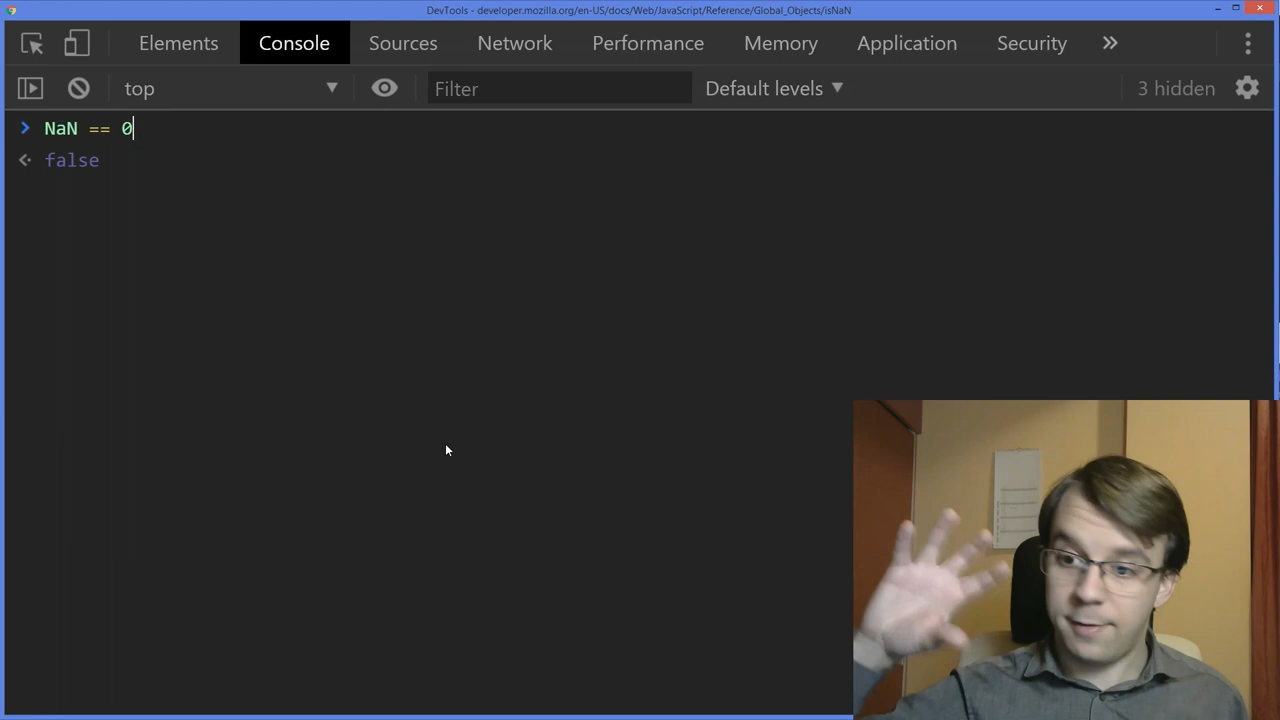 DevTools - developer.mozilla.org/en-US/docs/Web/JavaScript/Reference/Global_Objects/isNaN
Elements Console Sources Network Performance Memory Application Security
top Filter Default levels 3 hidden
NaN == 0
false